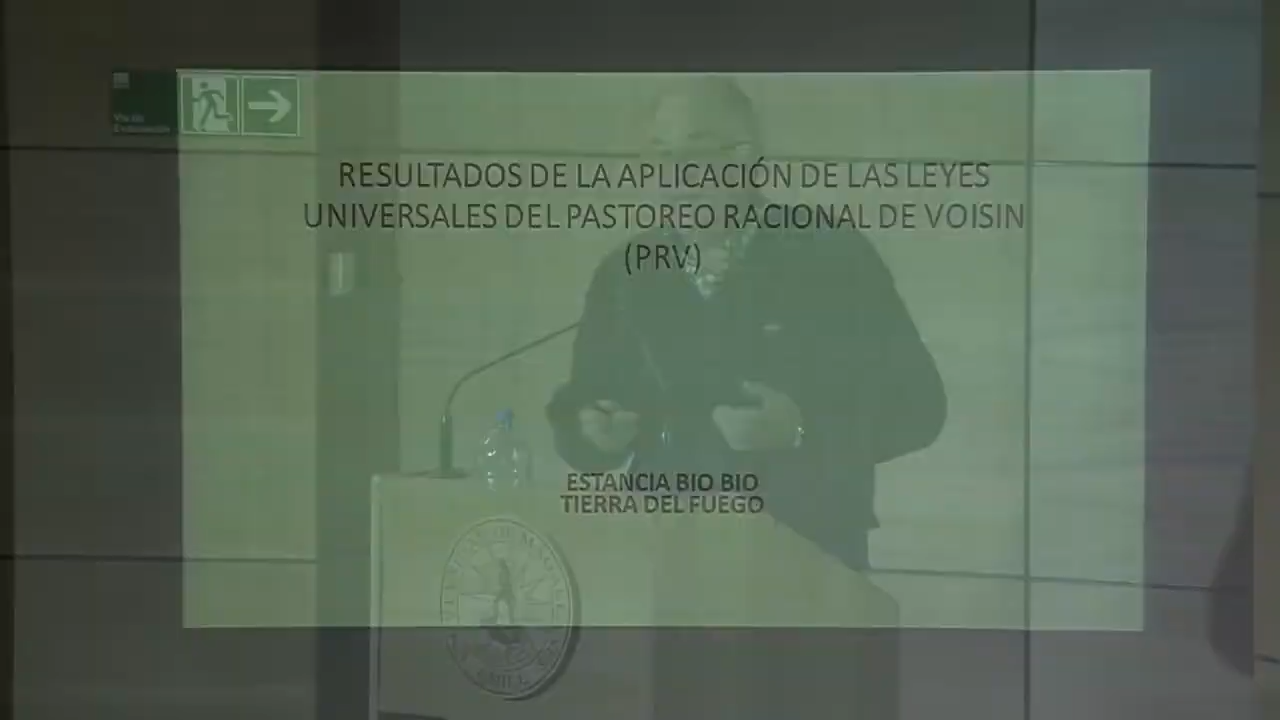 RESULTADOS DE LA APLICACIÓN DE LAS LEYES
UNIVERSALES DEL PASTOREO RACIONAL DE VOISIN
(PRV)
ESTANCIA BIO BIO
TIERRA DEL FUEGO